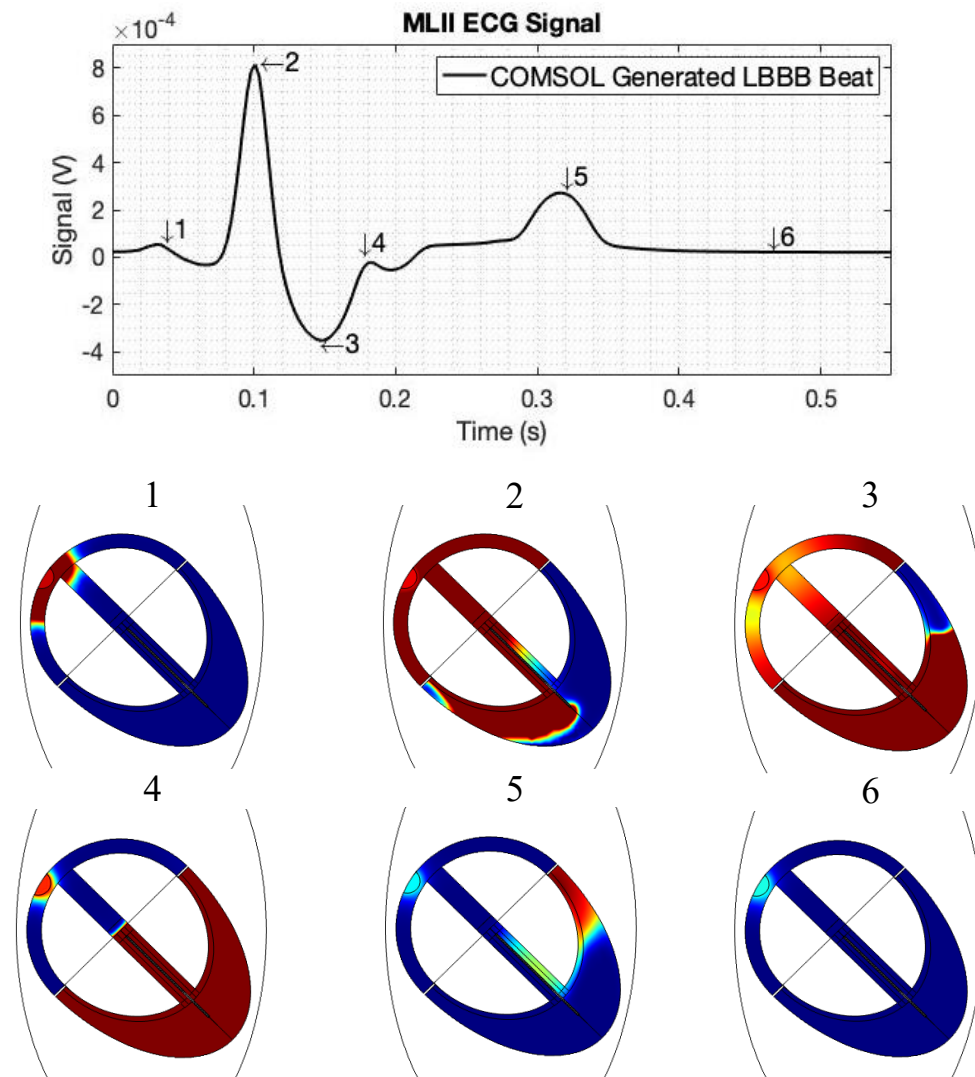 MLII ECG Signal
×10⁻⁴
COMSOL Generated LBBB Beat
Signal (V)
8
6
4
2
0
-2
-4
↓1
←2
←3
↓4
↓5
↓6
0 0.1 0.2 0.3 0.4 0.5
Time (s)
1 2 3
4 5 6